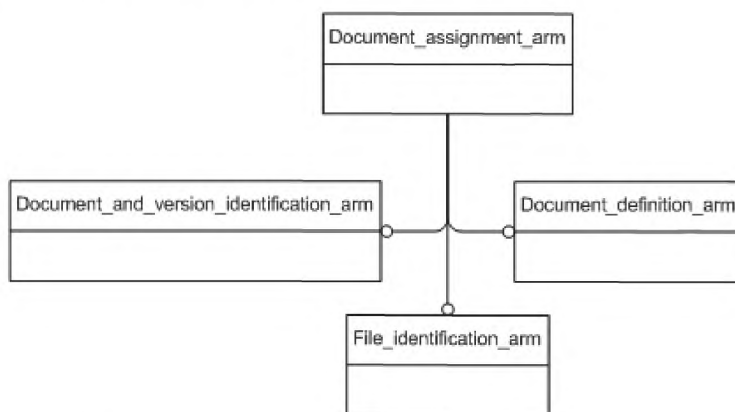 Document_assignment_arm
Document_and_version_identification_arm
Document_definition_arm
File_identification_arm